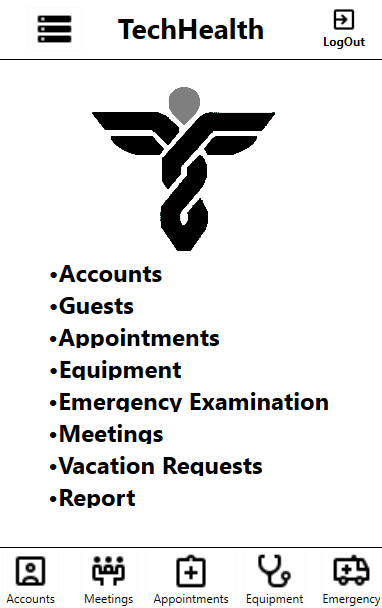 TechHealth
LogOut
•Accounts
•Guests
•Appointments
•Equipment
•Emergency Examination
•Meetings
•Vacation Requests
•Report
Accounts Meetings Appointments Equipment Emergency